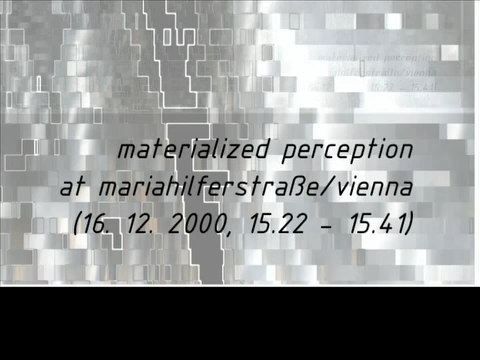 materialized perception
at mariahilferstraße/vienna
(16. 12. 2000, 15.22 – 15.41)